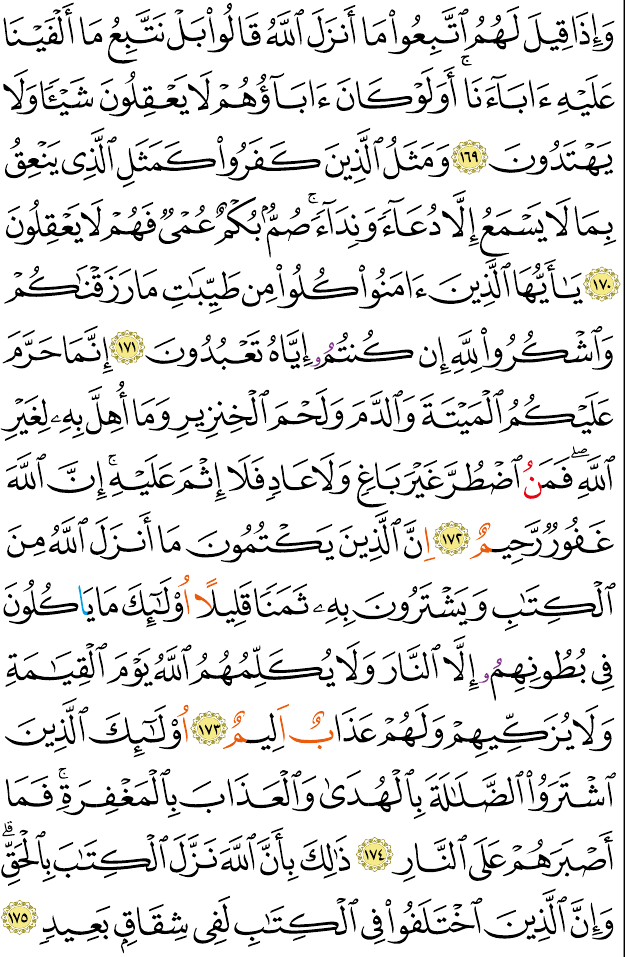 وَإِذَا قِيلَ لَهُمُ ٱتَّبِعُوا۟ مَا أَنزَلَ ٱللَّهُ قَالُوا۟ بَلْ نَتَّبِعُ مَا أَلْفَيْنَا
عَلَيْهِ ءَابَآءَنَا ۚ أَوَلَوْ كَانَ ءَابَآؤُهُمْ لَا يَعْقِلُونَ شَيْـًٔا وَلَا
يَهْتَدُونَ ١٦٩ وَمَثَلُ ٱلَّذِينَ كَفَرُوا۟ كَمَثَلِ ٱلَّذِى يَنْعِقُ
بِمَا لَا يَسْمَعُ إِلَّا دُعَآءً وَنِدَآءً ۚ صُمٌّۢ بُكْمٌ عُمْىٌ فَهُمْ لَا يَعْقِلُونَ
١٧٠ يَـٰٓأَيُّهَا ٱلَّذِينَ ءَامَنُوا۟ كُلُوا۟ مِن طَيِّبَـٰتِ مَا رَزَقْنَـٰكُمْ
وَٱشْكُرُوا۟ لِلَّهِ إِن كُنتُمُۥ إِيَّاهُ تَعْبُدُونَ ١٧١ إِنَّمَا حَرَّمَ
عَلَيْكُمُ ٱلْمَيْتَةَ وَٱلدَّمَ وَلَحْمَ ٱلْخِنزِيرِ وَمَا أُهِلَّ بِهِۦ لِغَيْرِ
ٱللَّهِ ۖ فَمَنُ ٱضْطُرَّ غَيْرَ بَاغٍ وَلَا عَادٍ فَلَا إِثْمَ عَلَيْهِ ۚ إِنَّ ٱللَّهَ
غَفُورٌ رَّحِيمٌ ١٧٢ اِنَّ ٱلَّذِينَ يَكْتُمُونَ مَا أَنزَلَ ٱللَّهُ مِنَ
ٱلْكِتَـٰبِ وَيَشْتَرُونَ بِهِۦ ثَمَنًا قَلِيلًا اُو۟لَـٰٓئِكَ مَا يَاكُلُونَ
فِى بُطُونِهِمُۥ إِلَّا ٱلنَّارَ وَلَا يُكَلِّمُهُمُ ٱللَّهُ يَوْمَ ٱلْقِيَـٰمَةِ
وَلَا يُزَكِّيهِمْ وَلَهُمْ عَذَابٌ اَلِيمٌ ١٧٣ اُو۟لَـٰٓئِكَ ٱلَّذِينَ
ٱشْتَرَوُا۟ ٱلضَّلَـٰلَةَ بِٱلْهُدَىٰ وَٱلْعَذَابَ بِٱلْمَغْفِرَةِ ۚ فَمَا
أَصْبَرَهُمْ عَلَى ٱلنَّارِ ١٧٤ ذَٰلِكَ بِأَنَّ ٱللَّهَ نَزَّلَ ٱلْكِتَـٰبَ بِٱلْحَقِّ ۗ
وَإِنَّ ٱلَّذِينَ ٱخْتَلَفُوا۟ فِى ٱلْكِتَـٰبِ لَفِى شِقَاقٍۭ بَعِيدٍ ١٧٥